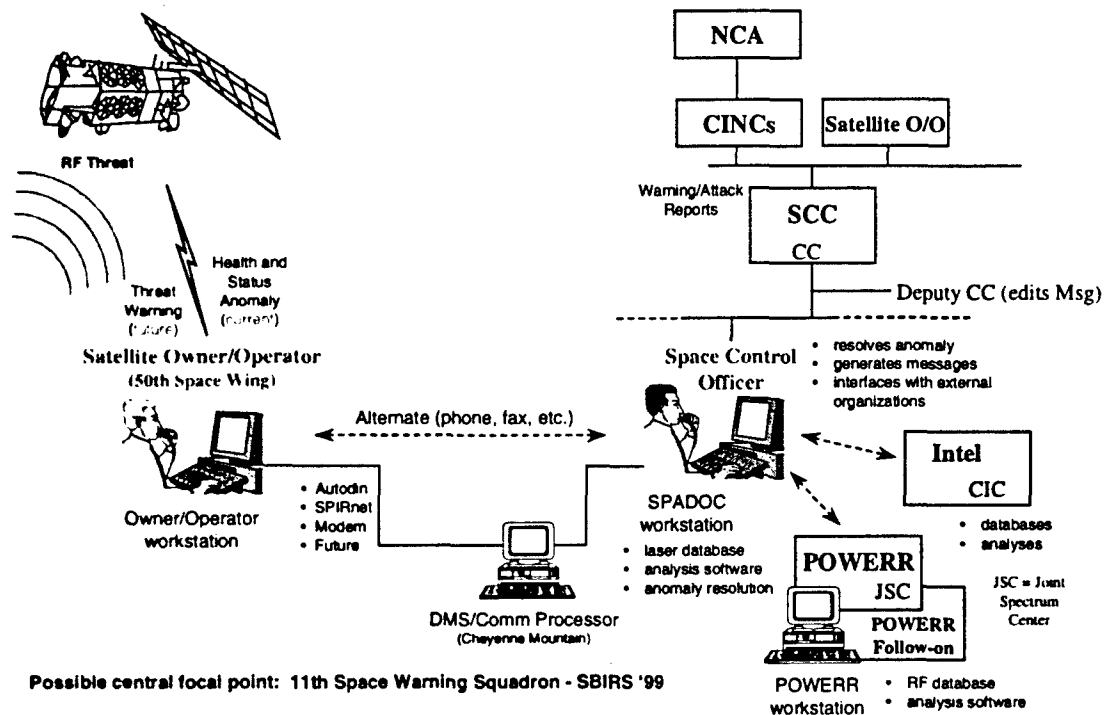 NCA
CINCs
Satellite O/O
RF Threat
Warning/Attack
Reports
SCC
CC
Health and
Status
Anomaly
(current)
Threat
Warning
(future)
Deputy CC (edits Msg)
Satellite Owner/Operator
(50th Space Wing)
Space Control
Officer
• resolves anomaly
• generates messages
• interfaces with external
organizations
Alternate (phone, fax, etc.)
Intel
CIC
• Autodin
• SPIRnet
• Modem
• Future
Owner/Operator
workstation
SPADOC
workstation
• laser database
• analysis software
• anomaly resolution
• databases
• analyses
DMS/Comm Processor
(Cheyenne Mountain)
POWERR
JSC
JSC = Joint
Spectrum
Center
POWERR
Follow-on
Possible central focal point: 11th Space Warning Squadron - SBIRS '99
POWERR
workstation
• RF database
• analysis software